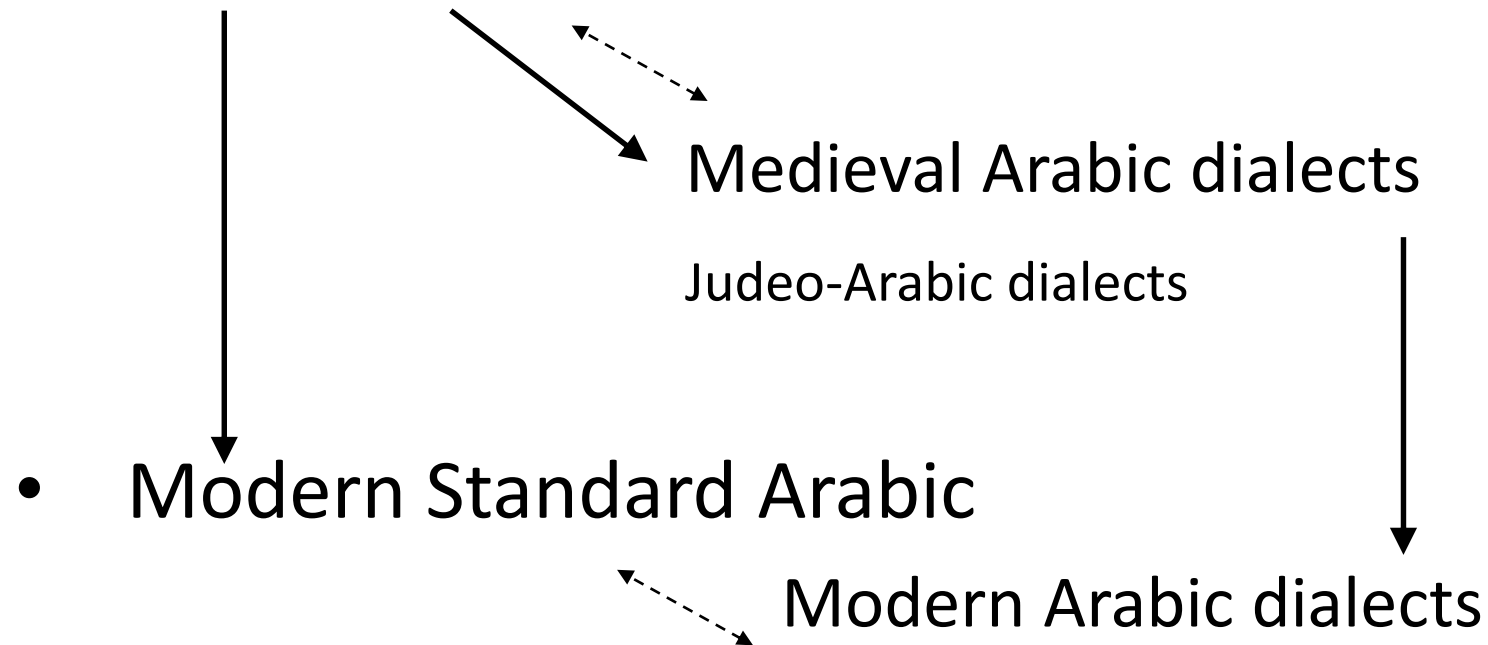 Medieval Arabic dialects
Judeo-Arabic dialects
• Modern Standard Arabic
Modern Arabic dialects